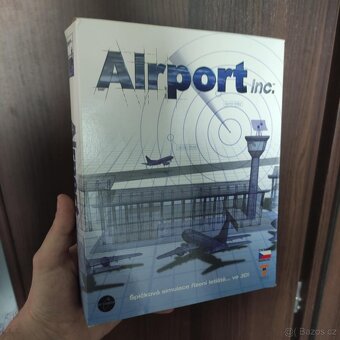 Airport Inc.
Špičková simulace řízení letiště... ve 3D!
Bazos.cz